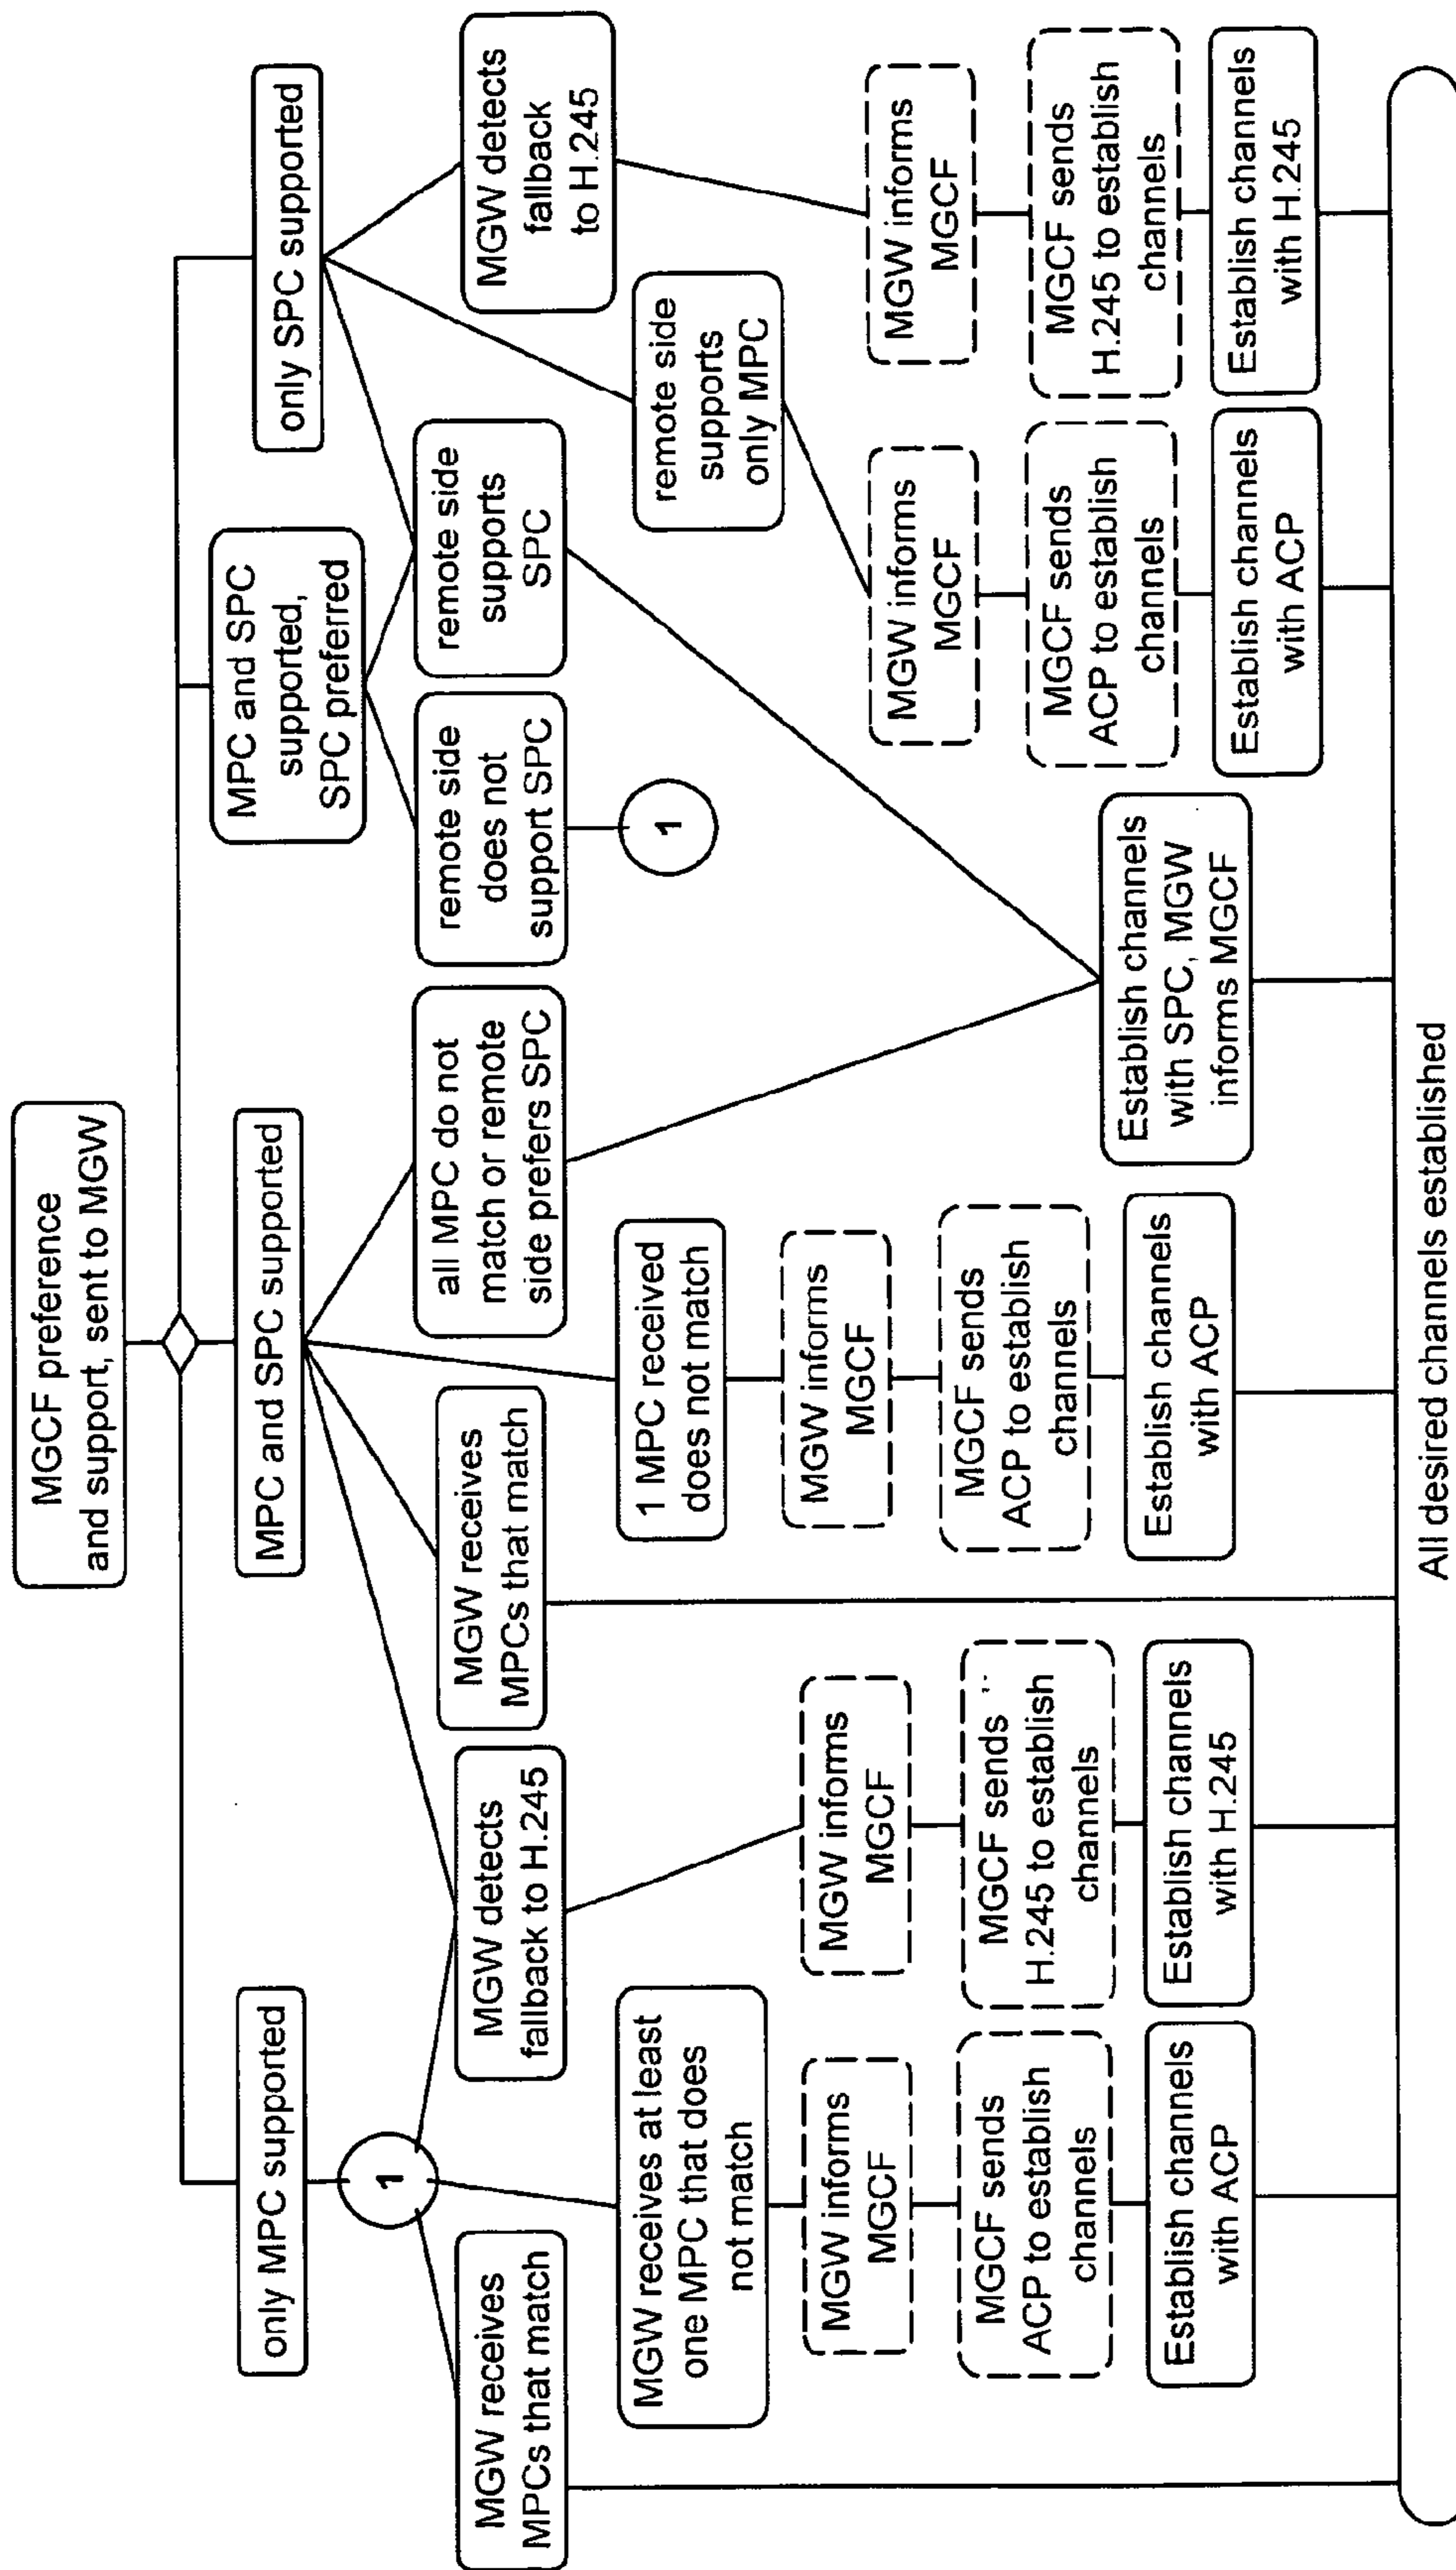 MGCF preference
and support, sent to MGW
only MPC supported
MPC and SPC supported
MPC and SPC
supported,
SPC preferred
only SPC supported
1
MGW receives
MPCs that match
MGW detects
fallback to H.245
MGW receives
MPCs that match
all MPC do not
match or remote
side prefers SPC
remote side
does not
support SPC
remote side
supports
SPC
MGW detects
fallback
to H.245
MGW receives at least
one MPC that does
not match
1 MPC received
does not match
1
remote side
supports
only MPC
MGW informs
MGCF
MGW informs
MGCF
MGW informs
MGCF
MGW informs
MGCF
MGW informs
MGCF
MGCF sends
ACP to establish
channels
MGCF sends
H.245 to establish
channels
MGCF sends
ACP to establish
channels
MGCF sends
ACP to establish
channels
MGCF sends
H.245 to establish
channels
Establish channels
with ACP
Establish channels
with H.245
Establish channels
with ACP
Establish channels
with SPC, MGW
informs MGCF
Establish channels
with ACP
Establish channels
with H.245
All desired channels established